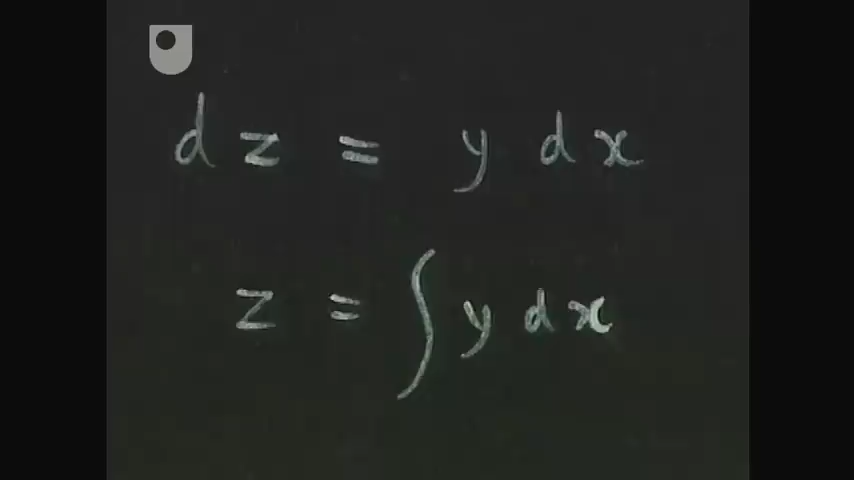 dz = y dx
z = ∫ y dx